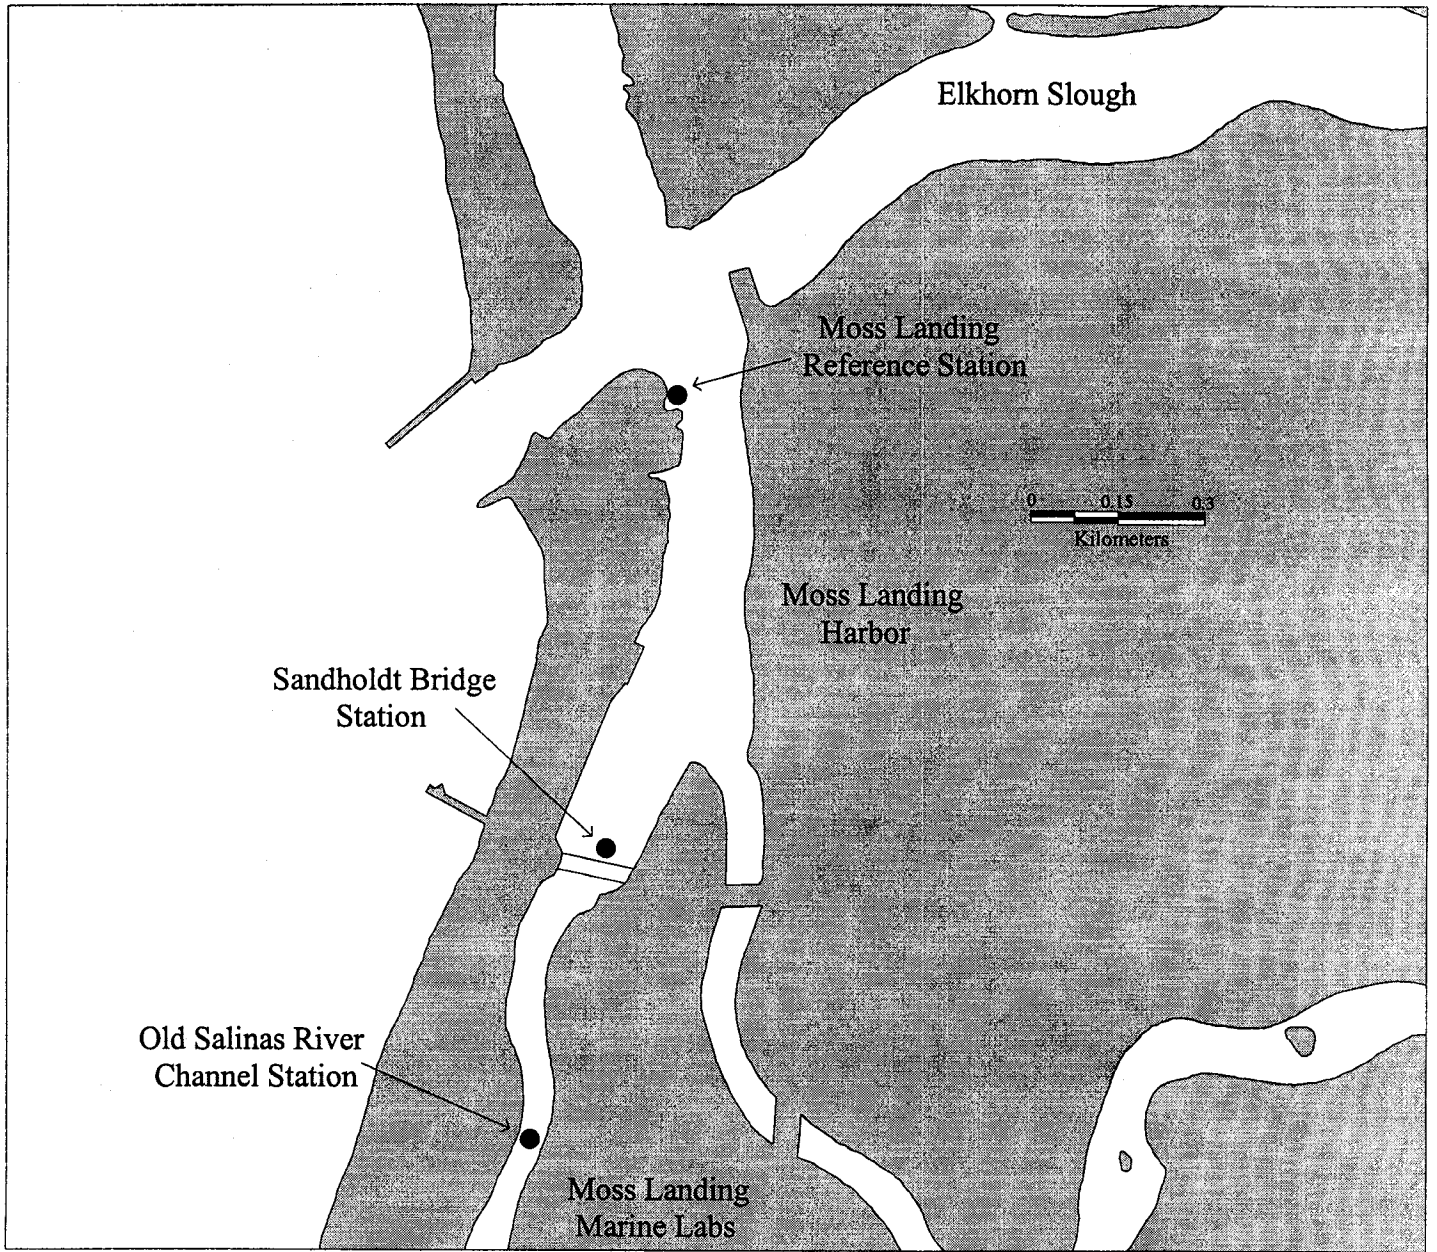 Elkhorn Slough
Moss Landing
Reference Station
0 0.15 0.3
Kilometers
Moss Landing
Harbor
Sandholdt Bridge
Station
Old Salinas River
Channel Station
Moss Landing
Marine Labs